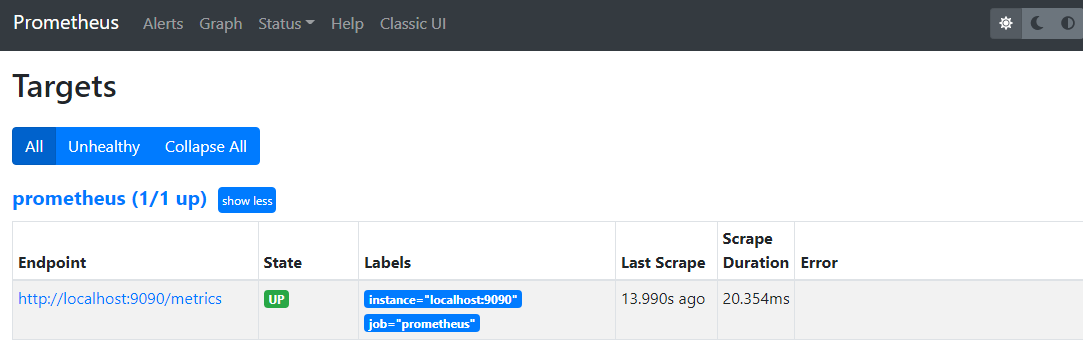 Prometheus Alerts Graph Status Help Classic UI
Targets
All Unhealthy Collapse All
prometheus (1/1 up) show less
Endpoint State Labels Last Scrape Scrape Duration Error
http://localhost:9090/metrics UP instance="localhost:9090" 13.990s ago 20.354ms
job="prometheus"